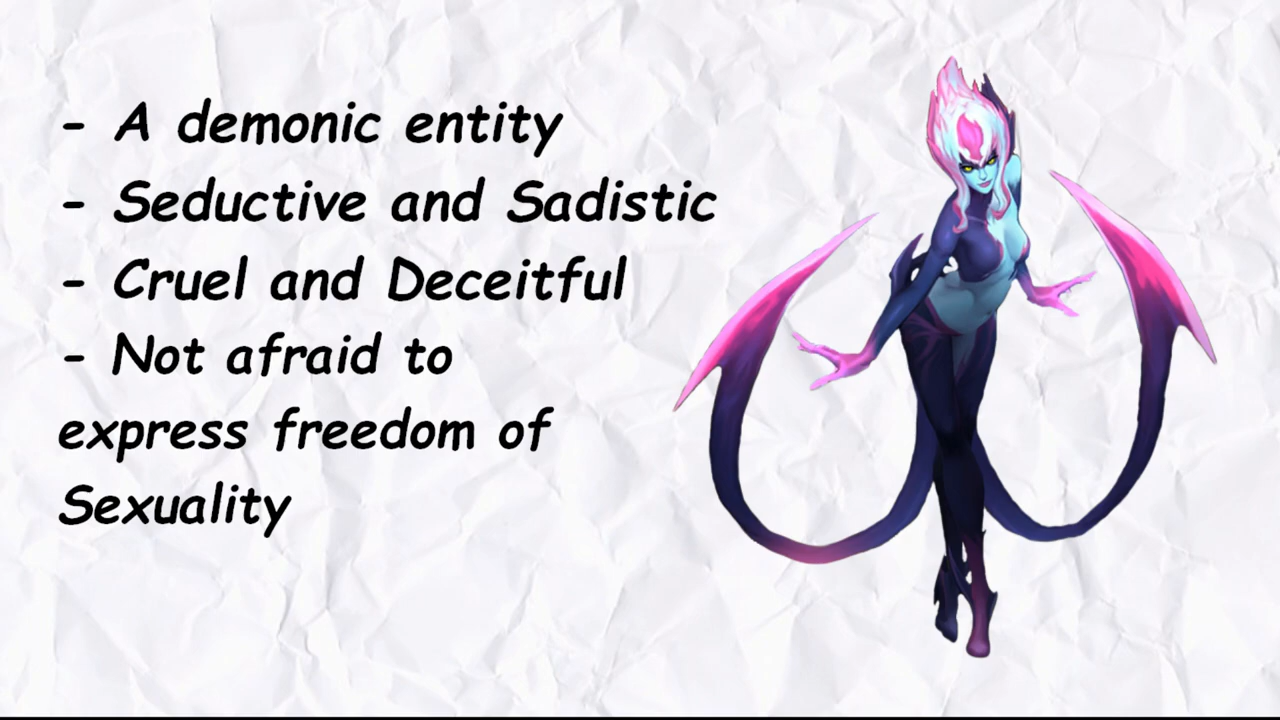 - A demonic entity
- Seductive and Sadistic
- Cruel and Deceitful
- Not afraid to
express freedom of
Sexuality